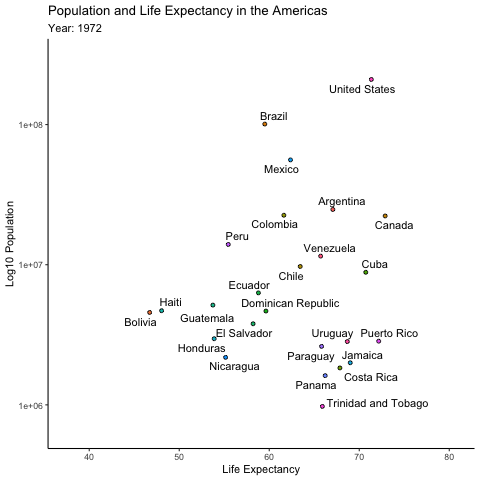 Population and Life Expectancy in the Americas
Year: 1972
United States
Brazil
1e+08
Mexico
Argentina
Colombia
Canada
Peru
Venezuela
Cuba
1e+07
Chile
Ecuador
Haiti
Dominican Republic
Guatemala
Bolivia
El Salvador
Uruguay
Puerto Rico
Honduras
Paraguay
Jamaica
Nicaragua
Costa Rica
Panama
1e+06
Trinidad and Tobago
Log10 Population
40
50
60
70
80
Life Expectancy